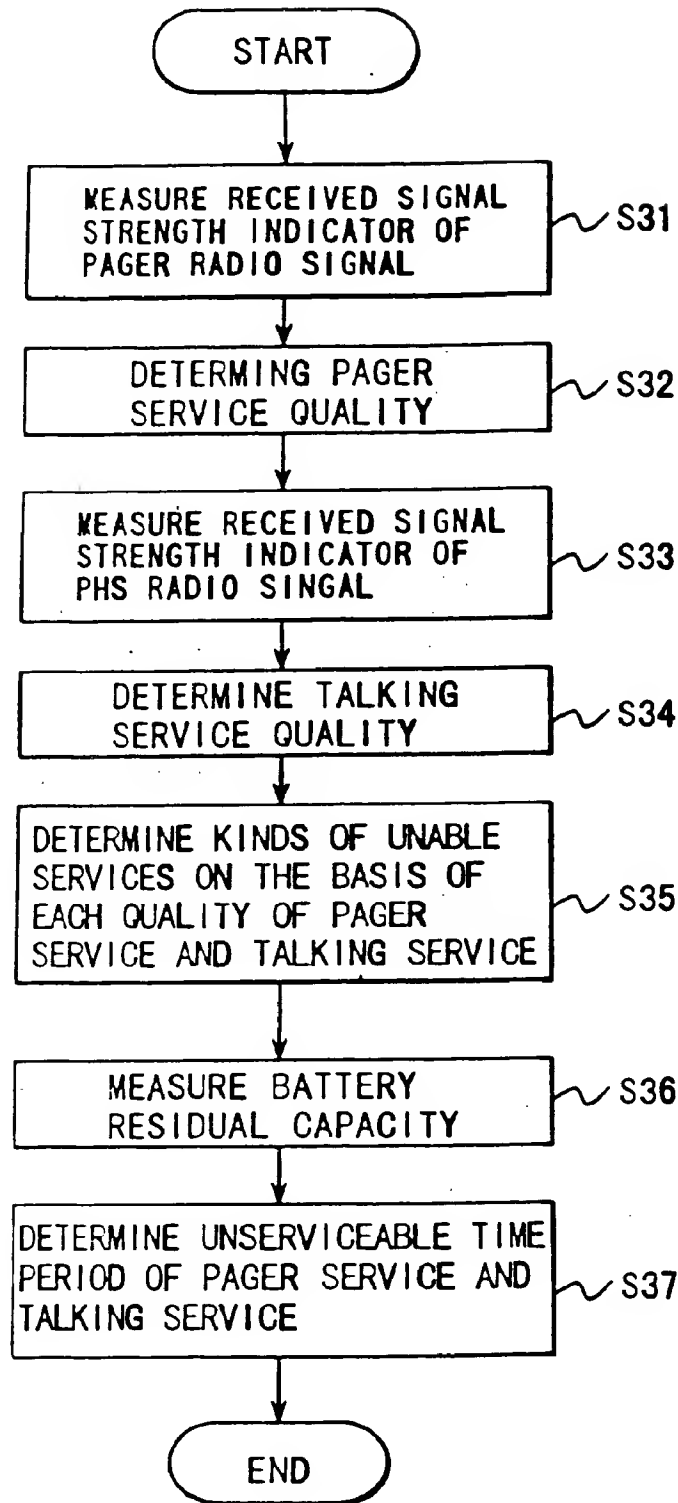 START
MEASURE RECEIVED SIGNAL
STRENGTH INDICATOR OF
PAGER RADIO SIGNAL
S31
DETERMING PAGER
SERVICE QUALITY
S32
MEASURE RECEIVED SIGNAL
STRENGTH INDICATOR OF
PHS RADIO SINGAL
S33
DETERMINE TALKING
SERVICE QUALITY
S34
DETERMINE KINDS OF UNABLE
SERVICES ON THE BASIS OF
EACH QUALITY OF PAGER
SERVICE AND TALKING SERVICE
S35
MEASURE BATTERY
RESIDUAL CAPACITY
S36
DETERMINE UNSERVICEABLE TIME
PERIOD OF PAGER SERVICE AND
TALKING SERVICE
S37
END